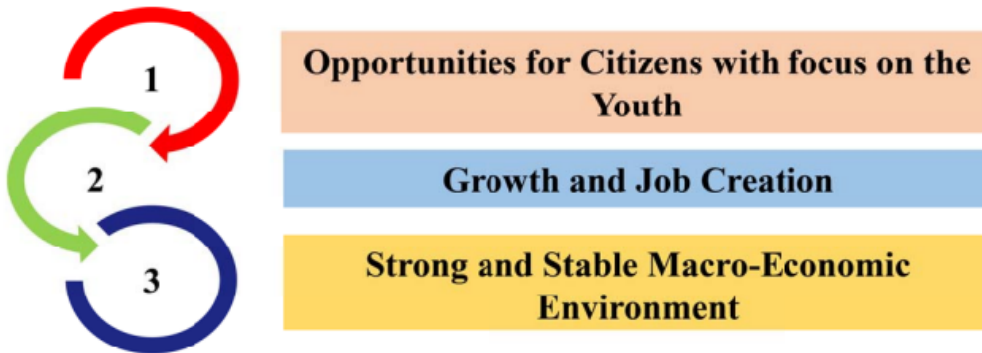 1
Opportunities for Citizens with focus on the
Youth
2
Growth and Job Creation
3
Strong and Stable Macro-Economic
Environment